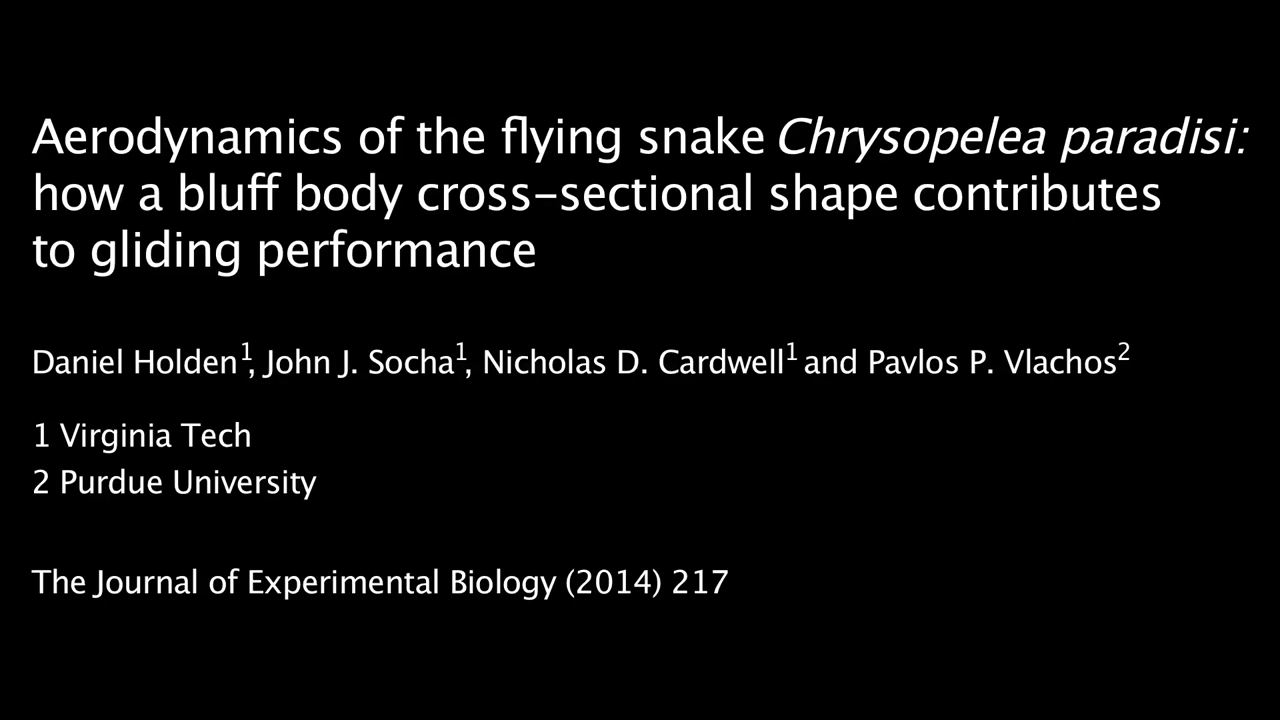 Aerodynamics of the flying snake Chrysopelea paradisi:
how a bluff body cross-sectional shape contributes
to gliding performance
Daniel Holden1, John J. Socha1, Nicholas D. Cardwell1 and Pavlos P. Vlachos2
1 Virginia Tech
2 Purdue University
The Journal of Experimental Biology (2014) 217